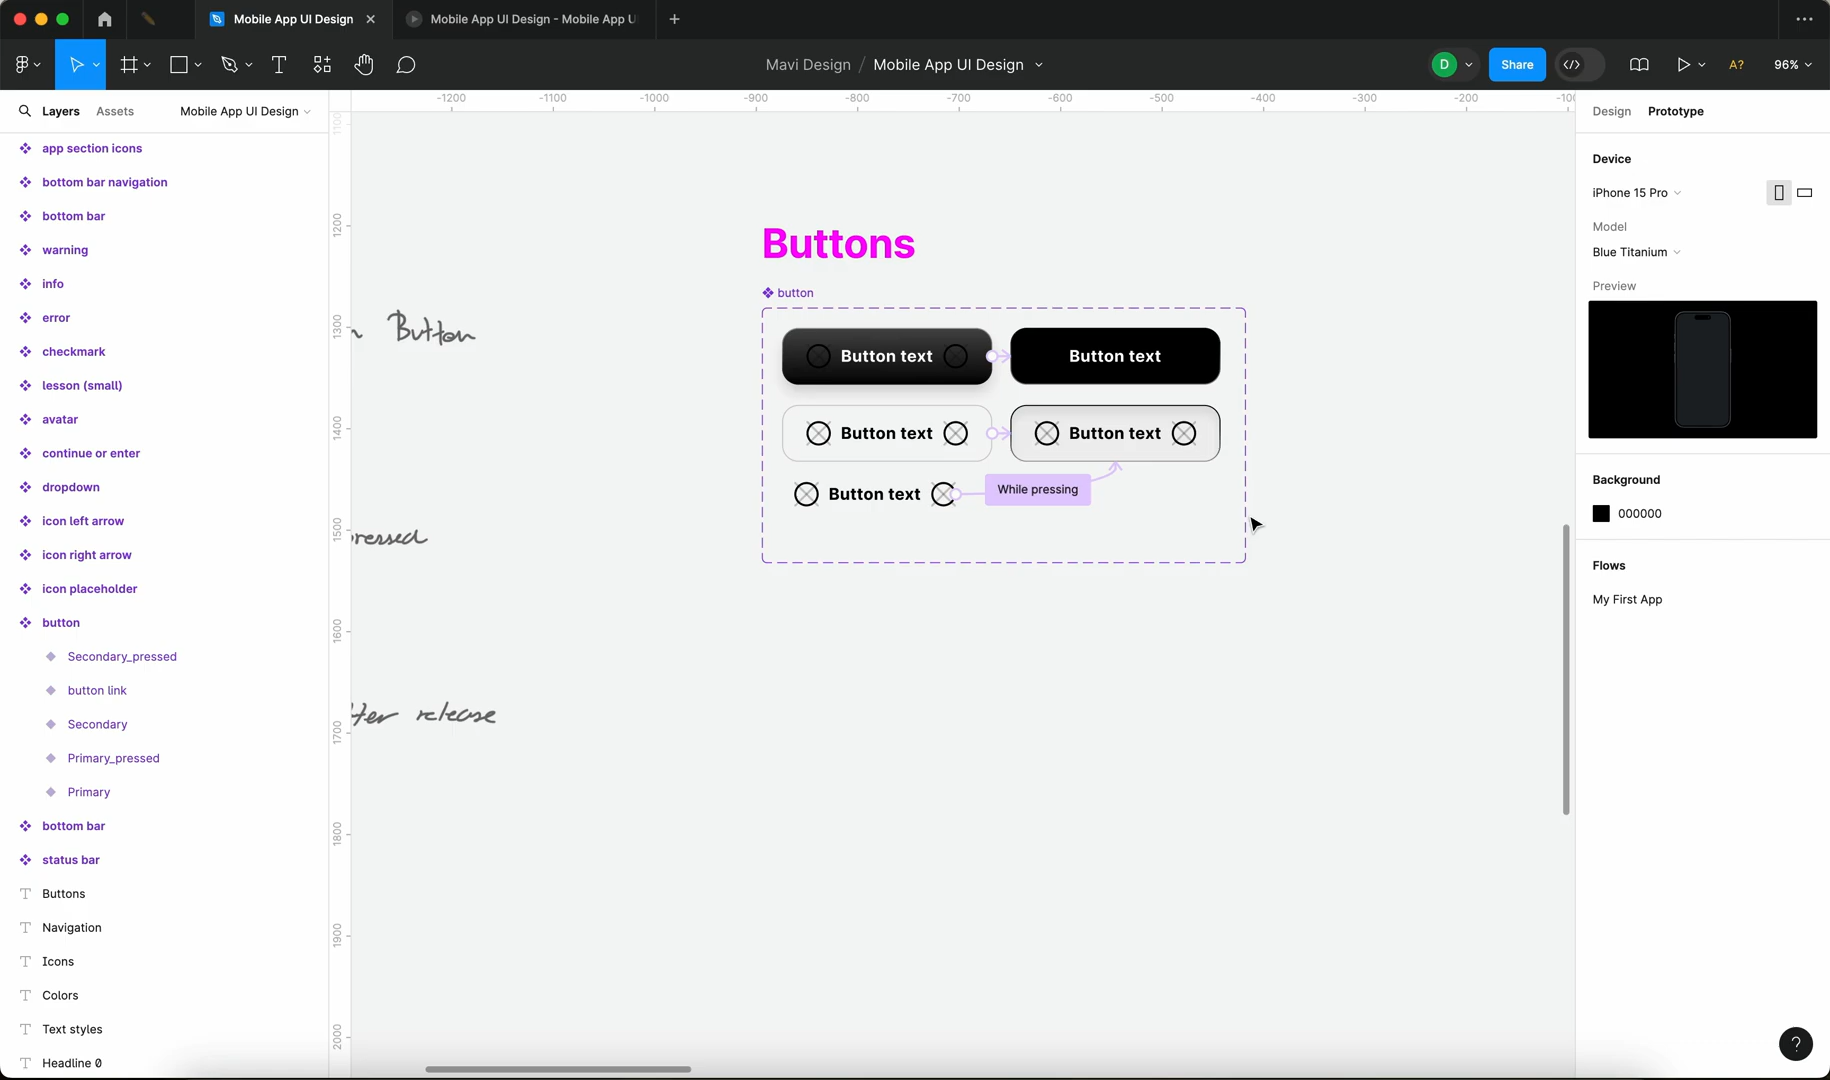 Mobile App UI Design
Mobile App UI Design - Mobile App U
Mavi Design / Mobile App UI Design
D
Share
A?
96%
Layers
Assets
Mobile App UI Design
app section icons
bottom bar navigation
bottom bar
warning
info
error
checkmark
lesson (small)
avatar
continue or enter
dropdown
icon left arrow
icon right arrow
icon placeholder
button
Secondary_pressed
button link
Secondary
Primary_pressed
Primary
bottom bar
status bar
Buttons
Navigation
Icons
Colors
Text styles
Headline 0
-1200
-1100
-1000
-900
-800
-700
-600
-500
-400
-300
-200
-100
1100
1200
1300
1400
1500
1600
1700
1800
1900
2000
Button
release
Buttons
button
Button text
Button text
Button text
Button text
Button text
While pressing
Design
Prototype
Device
iPhone 15 Pro
Model
Blue Titanium
Preview
Background
000000
Flows
My First App
?